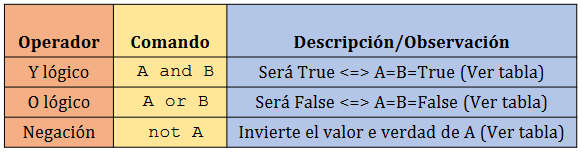 Operador Comando Descripción/Observación
Y lógico A and B Será True <=> A=B=True (Ver tabla)
O lógico A or B Será False <=> A=B=False (Ver tabla)
Negación not A Invierte el valor e verdad de A (Ver tabla)